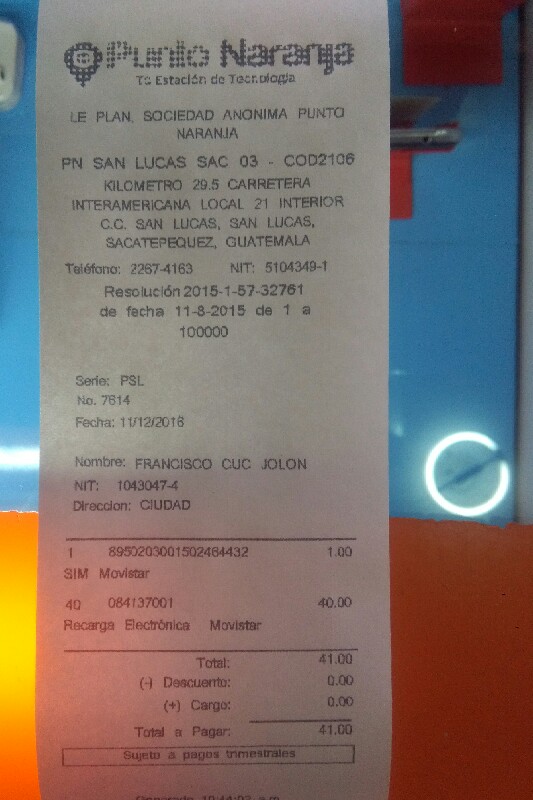 Punto Naranja
Tu Estación de Tecnología
LE PLAN, SOCIEDAD ANONIMA PUNTO
NARANJA
PN SAN LUCAS SAC 03 - COD2106
KILOMETRO 29.5 CARRETERA
INTERAMERICANA LOCAL 21 INTERIOR
C.C. SAN LUCAS, SAN LUCAS,
SACATEPEQUEZ, GUATEMALA
Teléfono: 2267-4163 NIT: 5104349-1
Resolución 2015-1-57-32761
de fecha 11-8-2015 de 1 a
100000
Serie: PSL
No. 7614
Fecha: 11/12/2016
Nombre: FRANCISCO CUC JOLON
NIT: 1043047-4
Direccion: CIUDAD
1 8950203001502464432 1.00
SIM Movistar
40 084137001 40.00
Recarga Electrónica Movistar
Total: 41.00
(-) Descuento: 0.00
(+) Cargo: 0.00
Total a Pagar: 41.00
Sujeto a pagos trimestrales